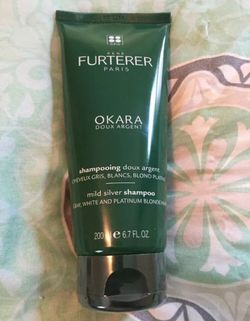 RENE
FURTERER
PARIS
OKARA
DOUX ARGENT
shampooing doux argent
CHEVEUX GRIS, BLANCS, BLOND PLATINE
mild silver shampoo
GRAY, WHITE AND PLATINUM BLONDE HAIR
200 ml e 6.7 FL. OZ.